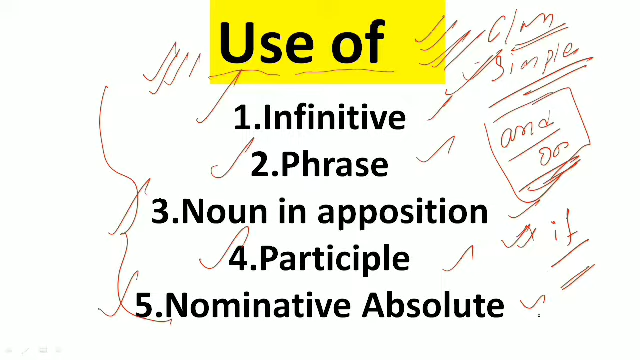 Use of
Simple
1.Infinitive
and
or
2.Phrase
3.Noun in apposition
if
4.Participle
5.Nominative Absolute